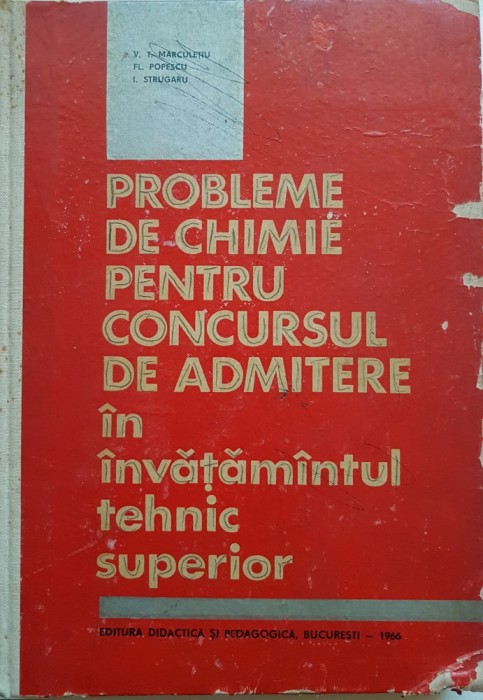 V. T. MARCULEȚIU
FL. POPESCU
I. STRUGARU
PROBLEME
DE CHIMIE
PENTRU
CONCURSUL
DE ADMITERE
în
învățămîntul
tehnic
superior
EDITURA DIDACTICA ȘI PEDAGOGICA, BUCUREȘTI – 1966